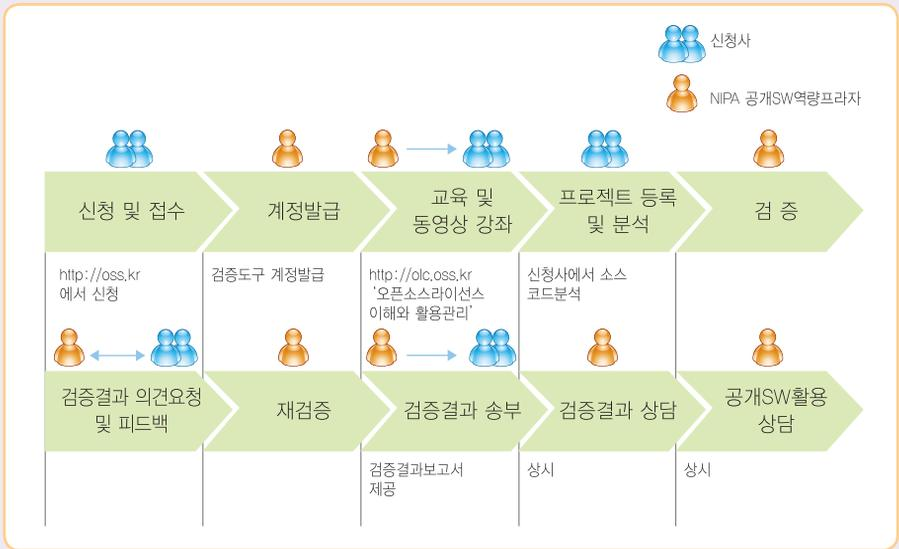 신청사
NIPA 공개SW역량프라자
신청 및 접수
계정발급
교육 및
동영상 강좌
프로젝트 등록
및 분석
검 증
http://oss.kr
에서 신청
검증도구 계정발급
http://olc.oss.kr
'오픈소스라이선스
이해와 활용관리'
신청사에서 소스
코드분석
검증결과 의견요청
및 피드백
재검증
검증결과 송부
검증결과 상담
공개SW활용
상담
검증결과보고서
제공
상시
상시